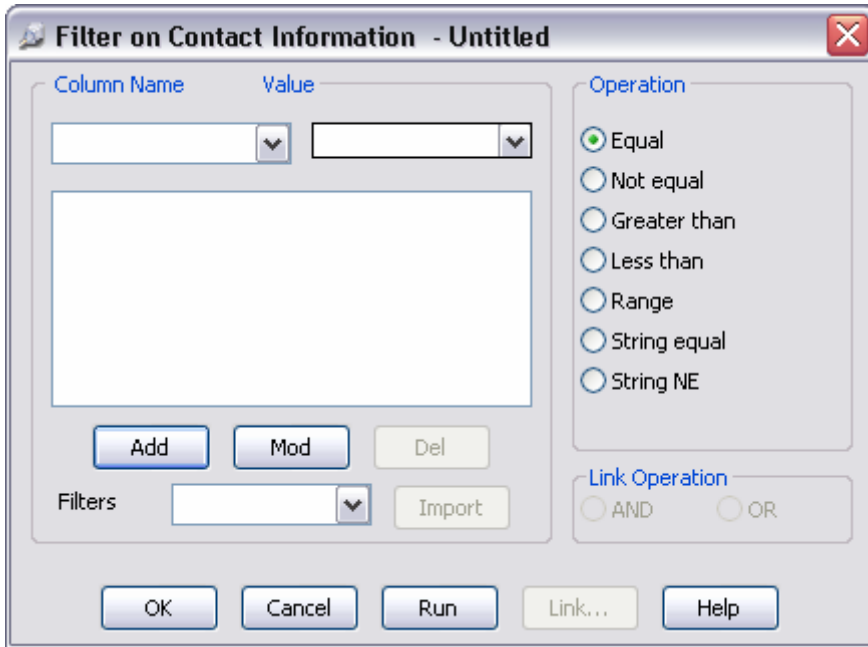 Filter on Contact Information - Untitled
Column Name Value
Add Mod Del
Filters Import
Operation
Equal
Not equal
Greater than
Less than
Range
String equal
String NE
Link Operation
AND OR
OK Cancel Run Link... Help